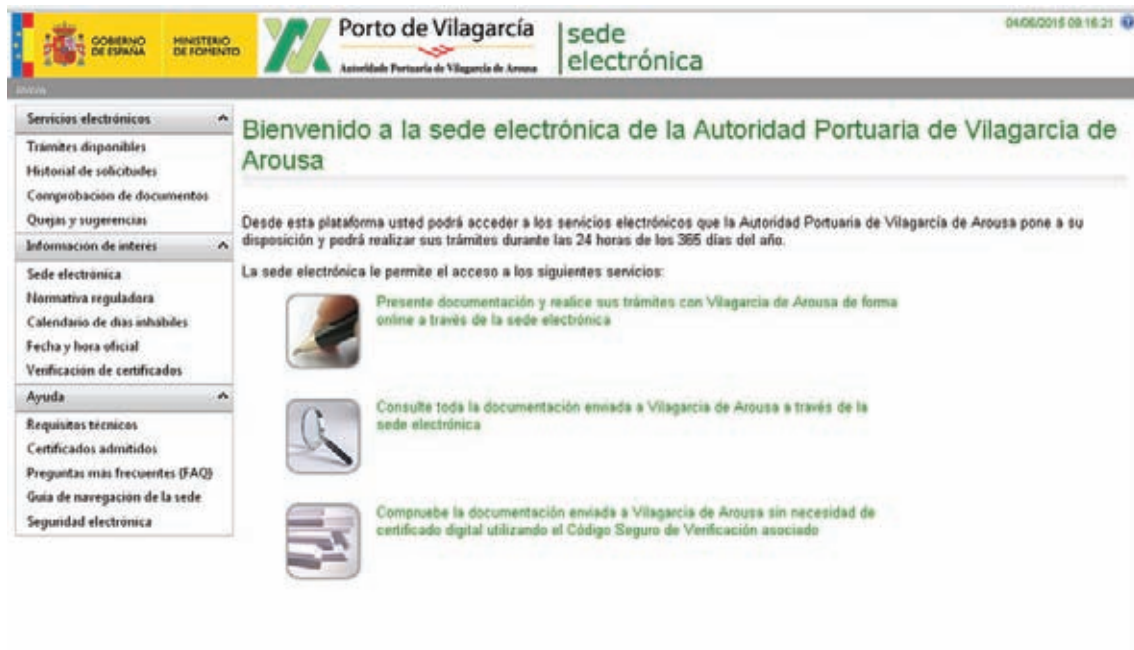 GOBIERNO
DE ESPAÑA
MINISTERIO
DE FOMENTO
Porto de Vilagarcía
Autoridade Portuaria de Vilagarcía de Arousa
sede
electrónica
04/06/2015 09:16:21
Servicios electrónicos
Trámites disponibles
Historial de solicitudes
Comprobación de documentos
Quejas y sugerencias
Información de interés
Sede electrónica
Normativa reguladora
Calendario de días inhábiles
Fecha y hora oficial
Verificación de certificados
Ayuda
Requisitos técnicos
Certificados admitidos
Preguntas más frecuentes (FAQ)
Guía de navegación de la sede
Seguridad electrónica
Bienvenido a la sede electrónica de la Autoridad Portuaria de Vilagarcia de
Arousa
Desde esta plataforma usted podrá acceder a los servicios electrónicos que la Autoridad Portuaria de Vilagarcía de Arousa pone a su
disposición y podrá realizar sus trámites durante las 24 horas de los 365 días del año.
La sede electrónica le permite el acceso a los siguientes servicios:
Presente documentación y realice sus trámites con Vilagarcia de Arousa de forma
online a través de la sede electrónica
Consulte toda la documentación enviada a Vilagarcia de Arousa a través de la
sede electrónica
Compruebe la documentación enviada a Vilagarcia de Arousa sin necesidad de
certificado digital utilizando el Código Seguro de Verificación asociado